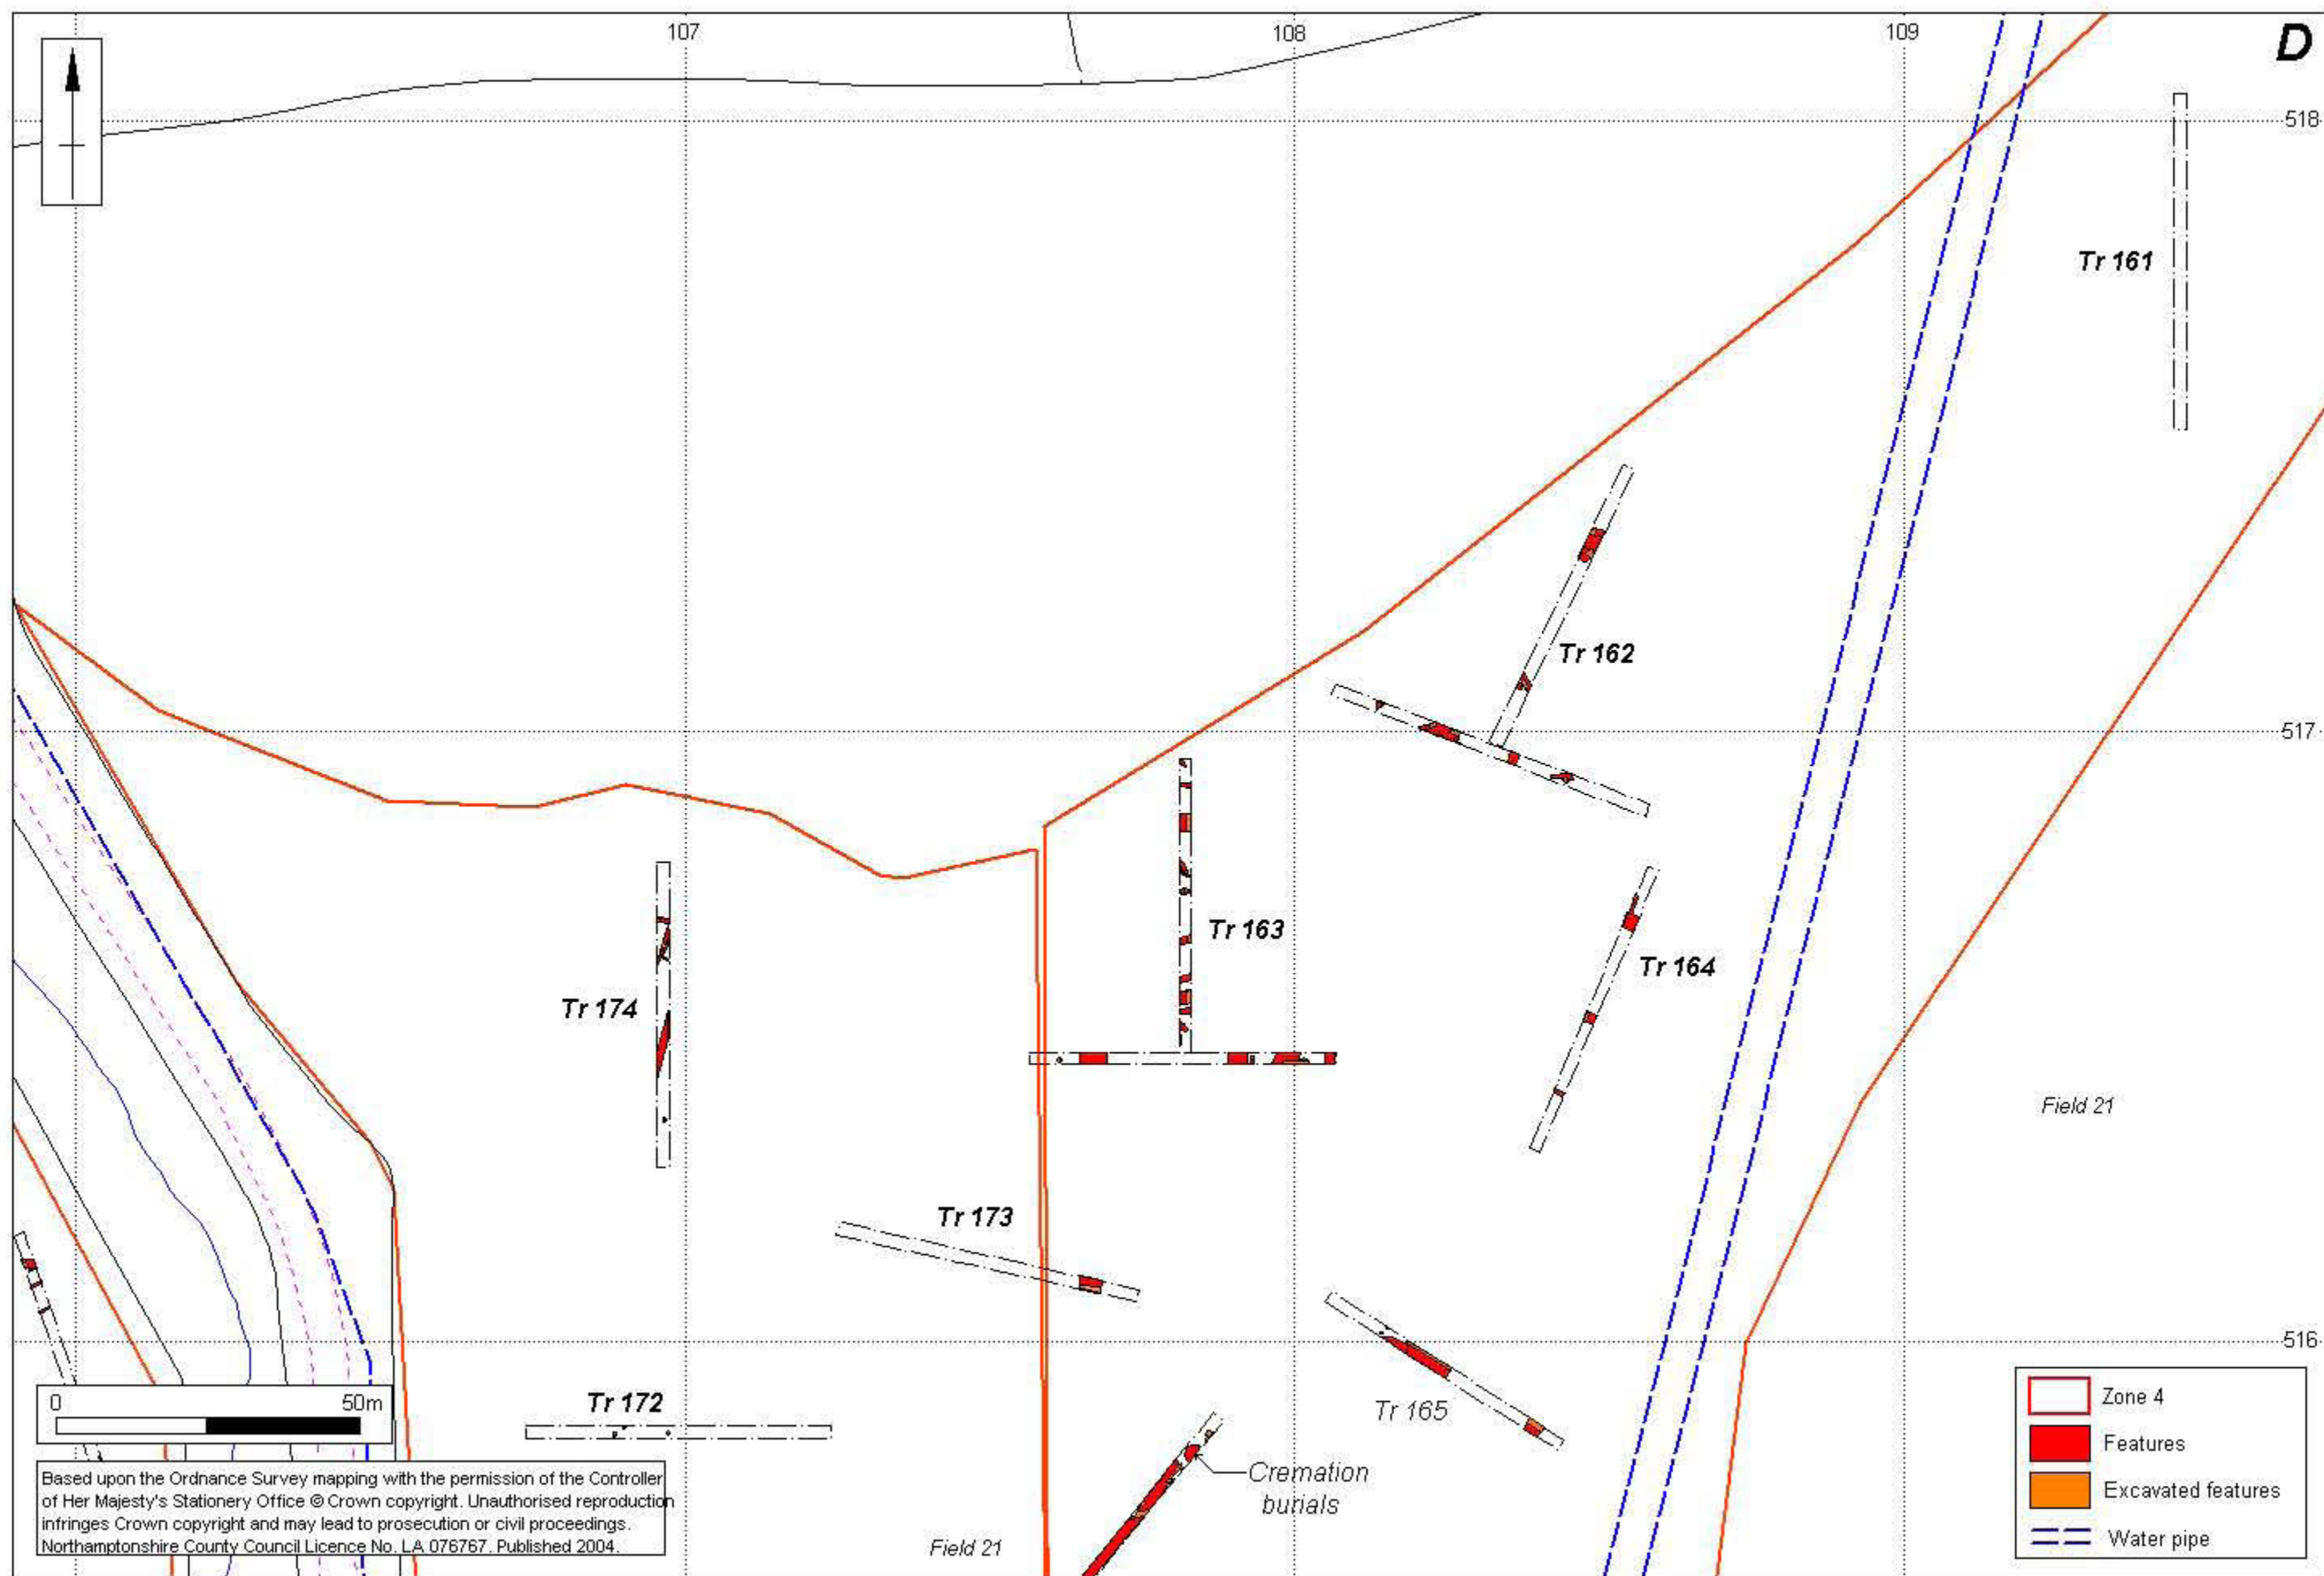 107
108
109
D
518
Tr 161
Tr 162
517
Tr 163
Tr 164
Tr 174
Field 21
Tr 173
516
Tr 172
Tr 165
Cremation
burials
Field 21
0 50m
Based upon the Ordnance Survey mapping with the permission of the Controller
of Her Majesty's Stationery Office © Crown copyright. Unauthorised reproduction
infringes Crown copyright and may lead to prosecution or civil proceedings.
Northamptonshire County Council Licence No. LA 076767. Published 2004.
Zone 4
Features
Excavated features
Water pipe